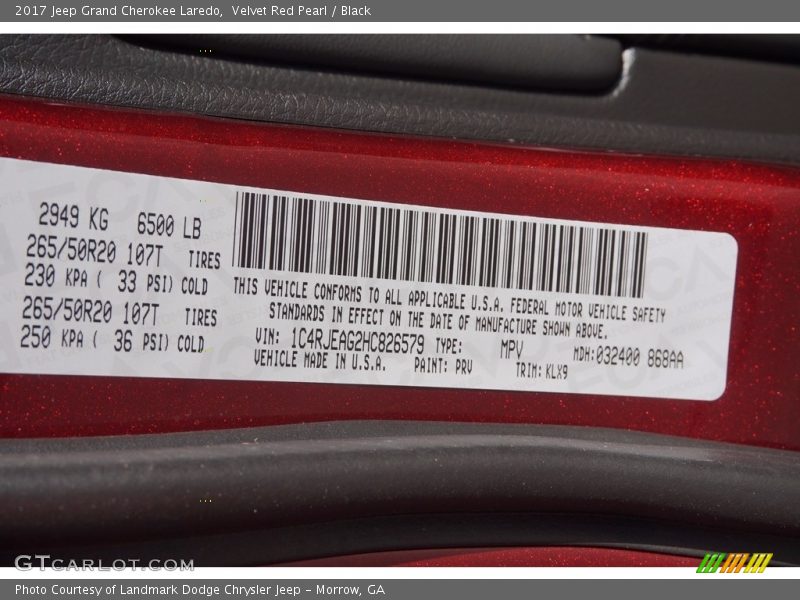 2017 Jeep Grand Cherokee Laredo, Velvet Red Pearl / Black
2949 KG 6500 LB
265/50R20 107T TIRES
230 KPA ( 33 PSI) COLD
265/50R20 107T TIRES
250 KPA ( 36 PSI) COLD
THIS VEHICLE CONFORMS TO ALL APPLICABLE U.S.A. FEDERAL MOTOR VEHICLE SAFETY
STANDARDS IN EFFECT ON THE DATE OF MANUFACTURE SHOWN ABOVE.
VIN: 1C4RJEAG2HC826579 TYPE: MPV MDH:032400 868AA
VEHICLE MADE IN U.S.A. PAINT: PRV TRIM: KLX9
GTCARLOT.COM
Photo Courtesy of Landmark Dodge Chrysler Jeep - Morrow, GA